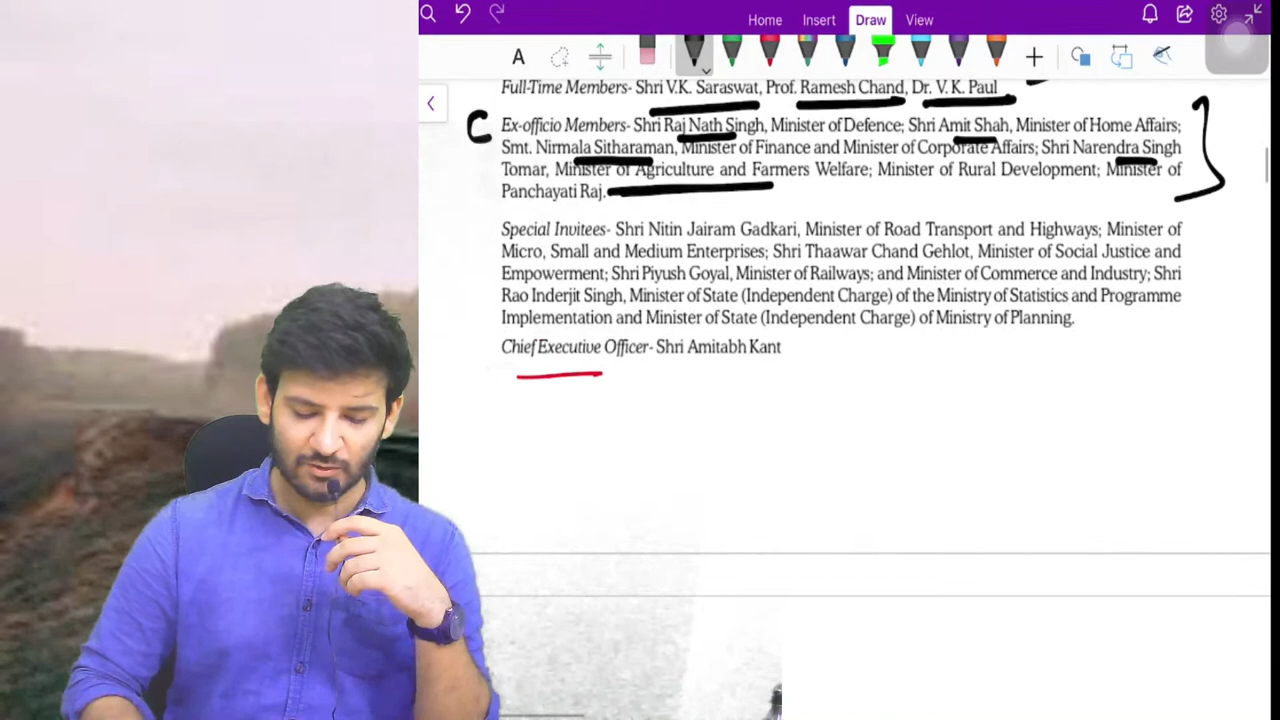 Home Insert Draw View
A
Full-Time Members- Shri V.K. Saraswat, Prof. Ramesh Chand, Dr. V. K. Paul
Ex-officio Members- Shri Raj Nath Singh, Minister of Defence; Shri Amit Shah, Minister of Home Affairs;
Smt. Nirmala Sitharaman, Minister of Finance and Minister of Corporate Affairs; Shri Narendra Singh
Tomar, Minister of Agriculture and Farmers Welfare; Minister of Rural Development; Minister of
Panchayati Raj.
Special Invitees- Shri Nitin Jairam Gadkari, Minister of Road Transport and Highways; Minister of
Micro, Small and Medium Enterprises; Shri Thaawar Chand Gehlot, Minister of Social Justice and
Empowerment; Shri Piyush Goyal, Minister of Railways; and Minister of Commerce and Industry; Shri
Rao Inderjit Singh, Minister of State (Independent Charge) of the Ministry of Statistics and Programme
Implementation and Minister of State (Independent Charge) of Ministry of Planning.
Chief Executive Officer- Shri Amitabh Kant